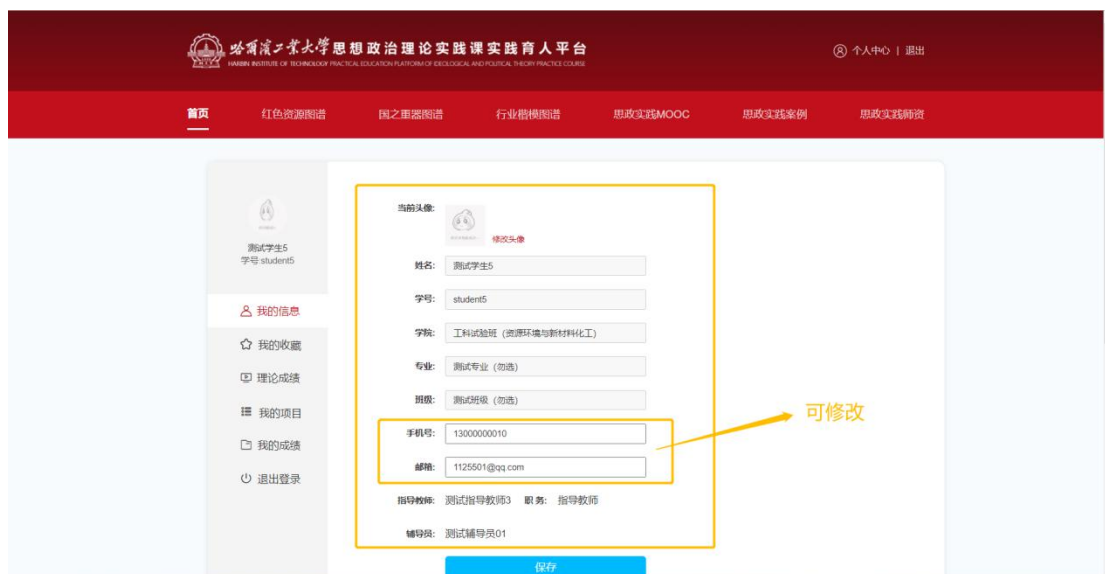 哈尔滨工业大学思想政治理论实践课实践育人平台
HARBIN INSTITUTE OF TECHNOLOGY PRACTICAL EDUCATION PLATFORM OF IDEOLOGICAL AND POLITICAL THEORY PRACTICE COURSE
个人中心 | 退出
首页 红色资源图谱 国之重器图谱 行业楷模图谱 思政实践MOOC 思政实践案例 思政实践师资
测试学生5
学号 student5
我的信息
我的收藏
理论成绩
我的项目
我的成绩
退出登录
当前头像:
修改头像
姓名: 测试学生5
学号: student5
学院: 工科试验班（资源环境与新材料化工）
专业: 测试专业（勿选）
班级: 测试班级（勿选）
手机号: 13000000010
邮箱: 1125501@qq.com
指导教师: 测试指导教师3 职务: 指导教师
辅导员: 测试辅导员01
保存
可修改